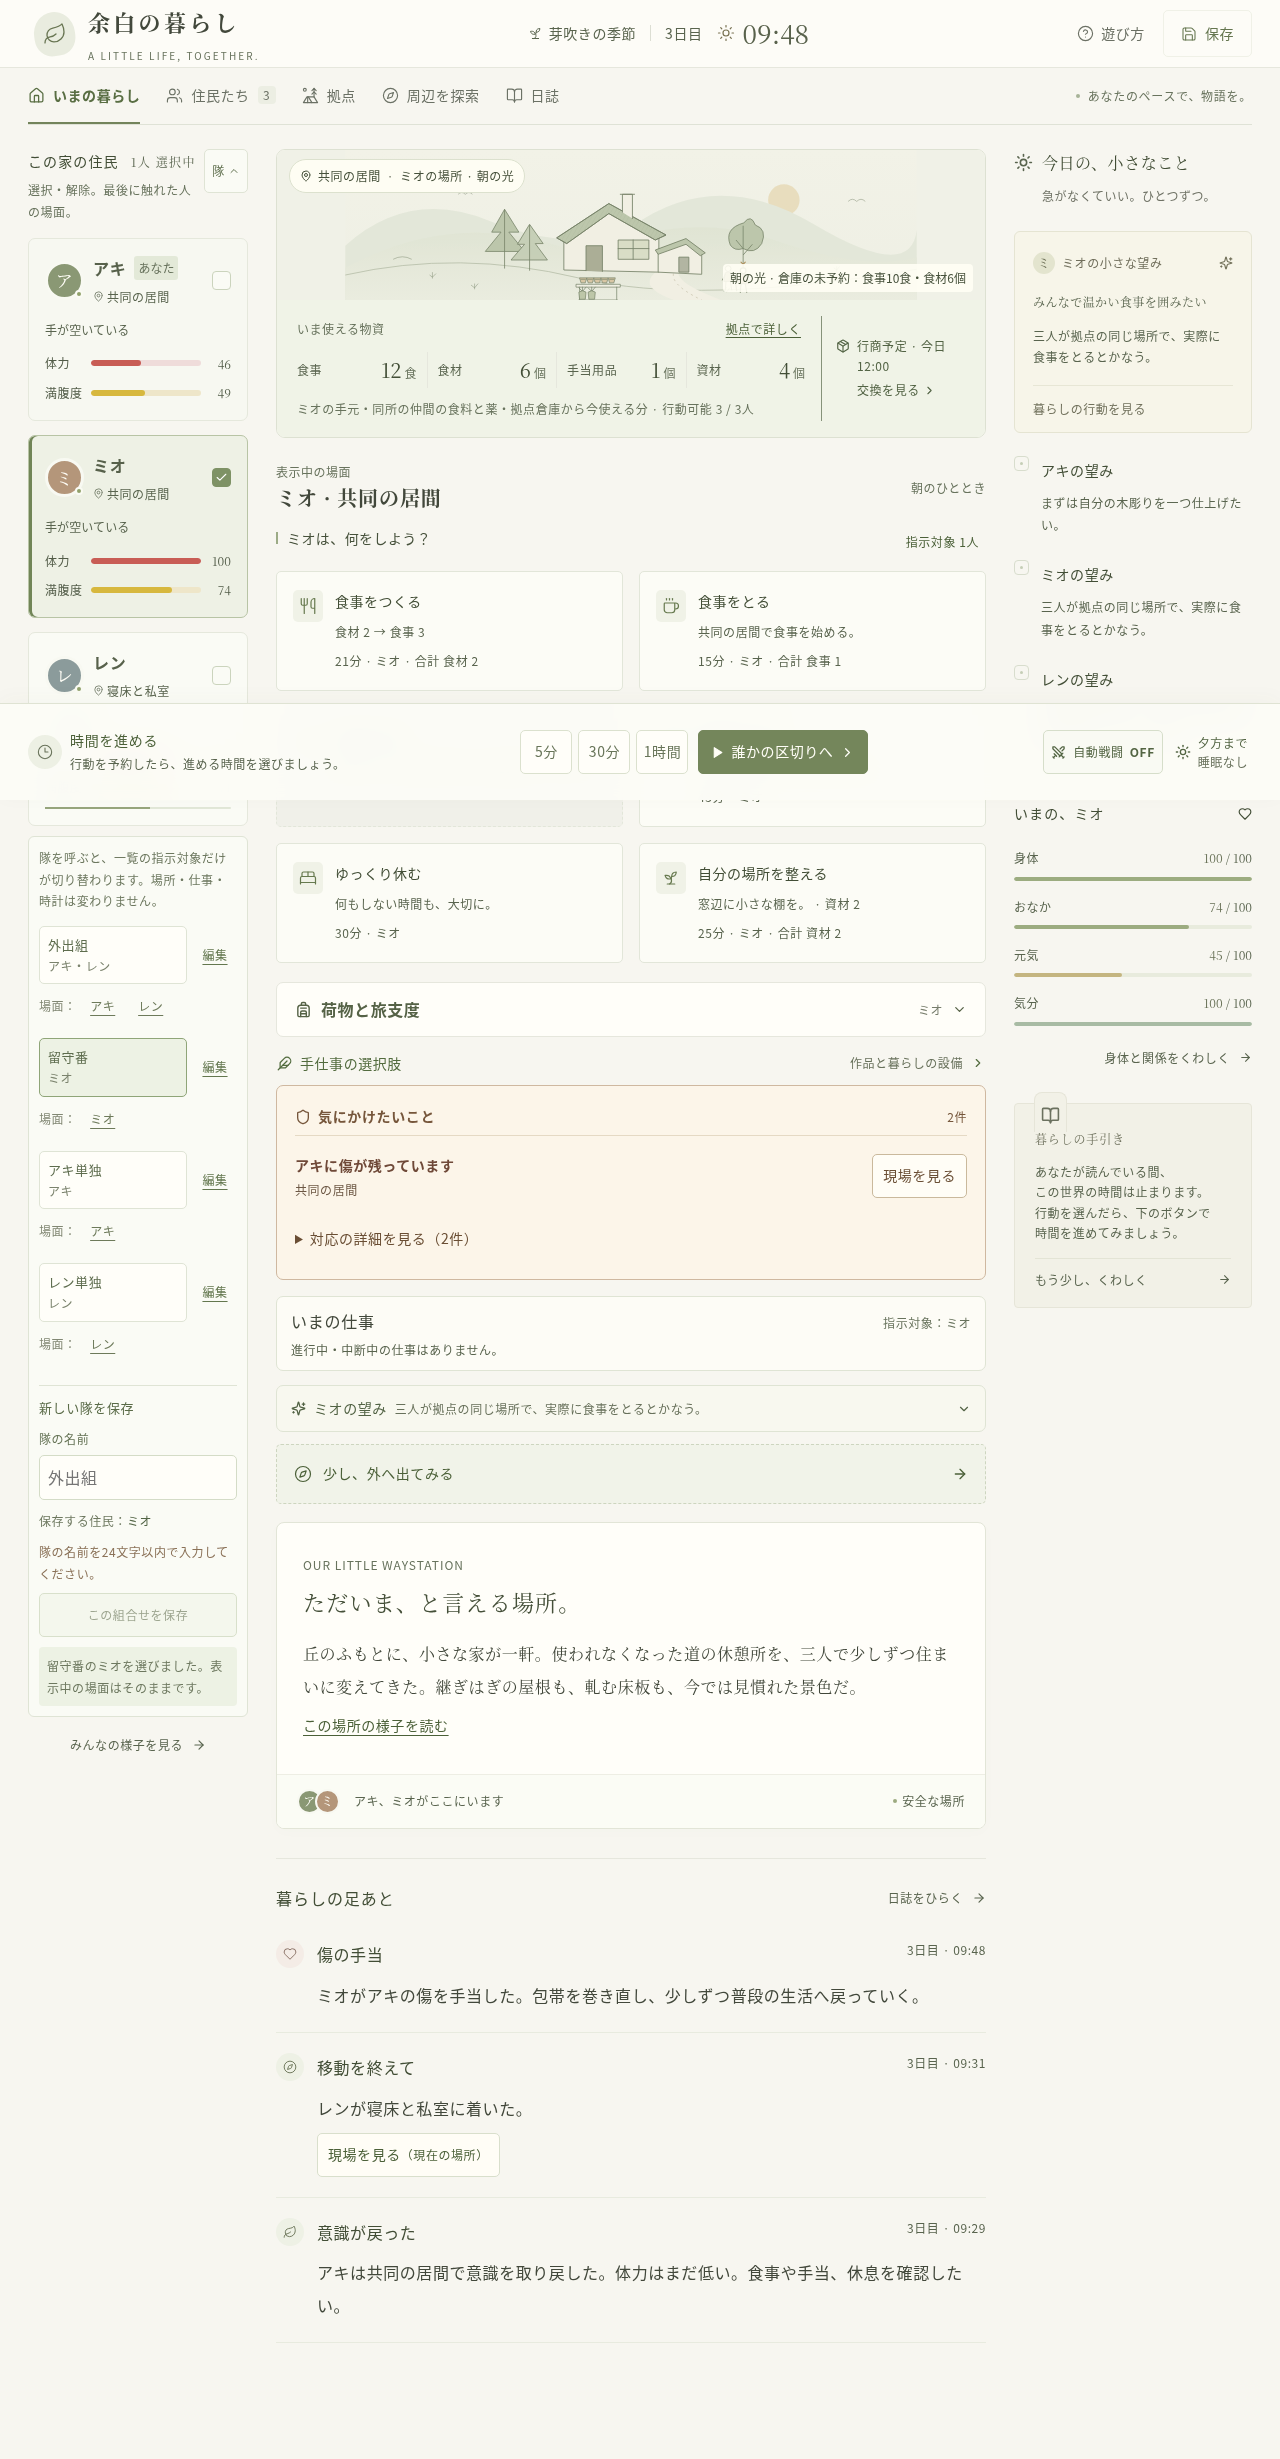 余白の暮らし
A LITTLE LIFE, TOGETHER.
芽吹きの季節
3日目
09:48
遊び方
保存
いまの暮らし
住民たち 3
拠点
周辺を探索
日誌
あなたのペースで、物語を。
この家の住民 1人 選択中
隊
選択・解除。最後に触れた人
の場面。
ア
アキ あなた
共同の居間
手が空いている
体力 46
満腹度 49
ミ
ミオ
共同の居間
手が空いている
体力 100
満腹度 74
レ
レン
寝床と私室
隊を呼ぶと、一覧の指示対象だけ
が切り替わります。場所・仕事・
時計は変わりません。
外出組
アキ・レン
編集
場面： アキ レン
留守番
ミオ
編集
場面： ミオ
アキ単独
アキ
編集
場面： アキ
レン単独
レン
編集
場面： レン
新しい隊を保存
隊の名前
外出組
保存する住民：ミオ
隊の名前を24文字以内で入力して
ください。
この組合せを保存
留守番のミオを選びました。表
示中の場面はそのままです。
みんなの様子を見る
共同の居間 · ミオの場所 · 朝の光
朝の光 · 倉庫の未予約：食事10食・食材6個
いま使える物資
拠点で詳しく
食事 12 食
食材 6 個
手当用品 1 個
資材 4 個
ミオの手元・同所の仲間の食料と薬・拠点倉庫から今使える分 · 行動可能 3 / 3人
行商予定 · 今日
12:00
交換を見る
表示中の場面
ミオ · 共同の居間
朝のひととき
ミオは、何をしよう？
指示対象 1人
食事をつくる
食材 2 → 食事 3
21分 · ミオ · 合計 食材 2
食事をとる
共同の居間で食事を始める。
15分 · ミオ · 合計 食事 1
時間を進める
行動を予約したら、進める時間を選びましょう。
5分
30分
1時間
誰かの区切りへ
自動戦闘 OFF
夕方まで
睡眠なし
ゆっくり休む
何もしない時間も、大切に。
30分 · ミオ
自分の場所を整える
窓辺に小さな棚を。 · 資材 2
25分 · ミオ · 合計 資材 2
荷物と旅支度
ミオ
手仕事の選択肢
作品と暮らしの設備
気にかけたいこと
2件
アキに傷が残っています
共同の居間
現場を見る
対応の詳細を見る（2件）
いまの仕事
指示対象：ミオ
進行中・中断中の仕事はありません。
ミオの望み 三人が拠点の同じ場所で、実際に食事をとるとかなう。
少し、外へ出てみる
OUR LITTLE WAYSTATION
ただいま、と言える場所。
丘のふもとに、小さな家が一軒。使われなくなった道の休憩所を、三人で少しずつ住ま
いに変えてきた。継ぎはぎの屋根も、軋む床板も、今では見慣れた景色だ。
この場所の様子を読む
ア ミ アキ、ミオがここにいます
安全な場所
暮らしの足あと
日誌をひらく
傷の手当
3日目 · 09:48
ミオがアキの傷を手当した。包帯を巻き直し、少しずつ普段の生活へ戻っていく。
移動を終えて
3日目 · 09:31
レンが寝床と私室に着いた。
現場を見る（現在の場所）
意識が戻った
3日目 · 09:29
アキは共同の居間で意識を取り戻した。体力はまだ低い。食事や手当、休息を確認した
い。
今日の、小さなこと
急がなくていい。ひとつずつ。
ミ ミオの小さな望み
みんなで温かい食事を囲みたい
三人が拠点の同じ場所で、実際に
食事をとるとかなう。
暮らしの行動を見る
アキの望み
まずは自分の木彫りを一つ仕上げた
い。
ミオの望み
三人が拠点の同じ場所で、実際に食
事をとるとかなう。
レンの望み
いまの、ミオ
身体 100 / 100
おなか 74 / 100
元気 45 / 100
気分 100 / 100
身体と関係をくわしく
暮らしの手引き
あなたが読んでいる間、
この世界の時間は止まります。
行動を選んだら、下のボタンで
時間を進めてみましょう。
もう少し、くわしく